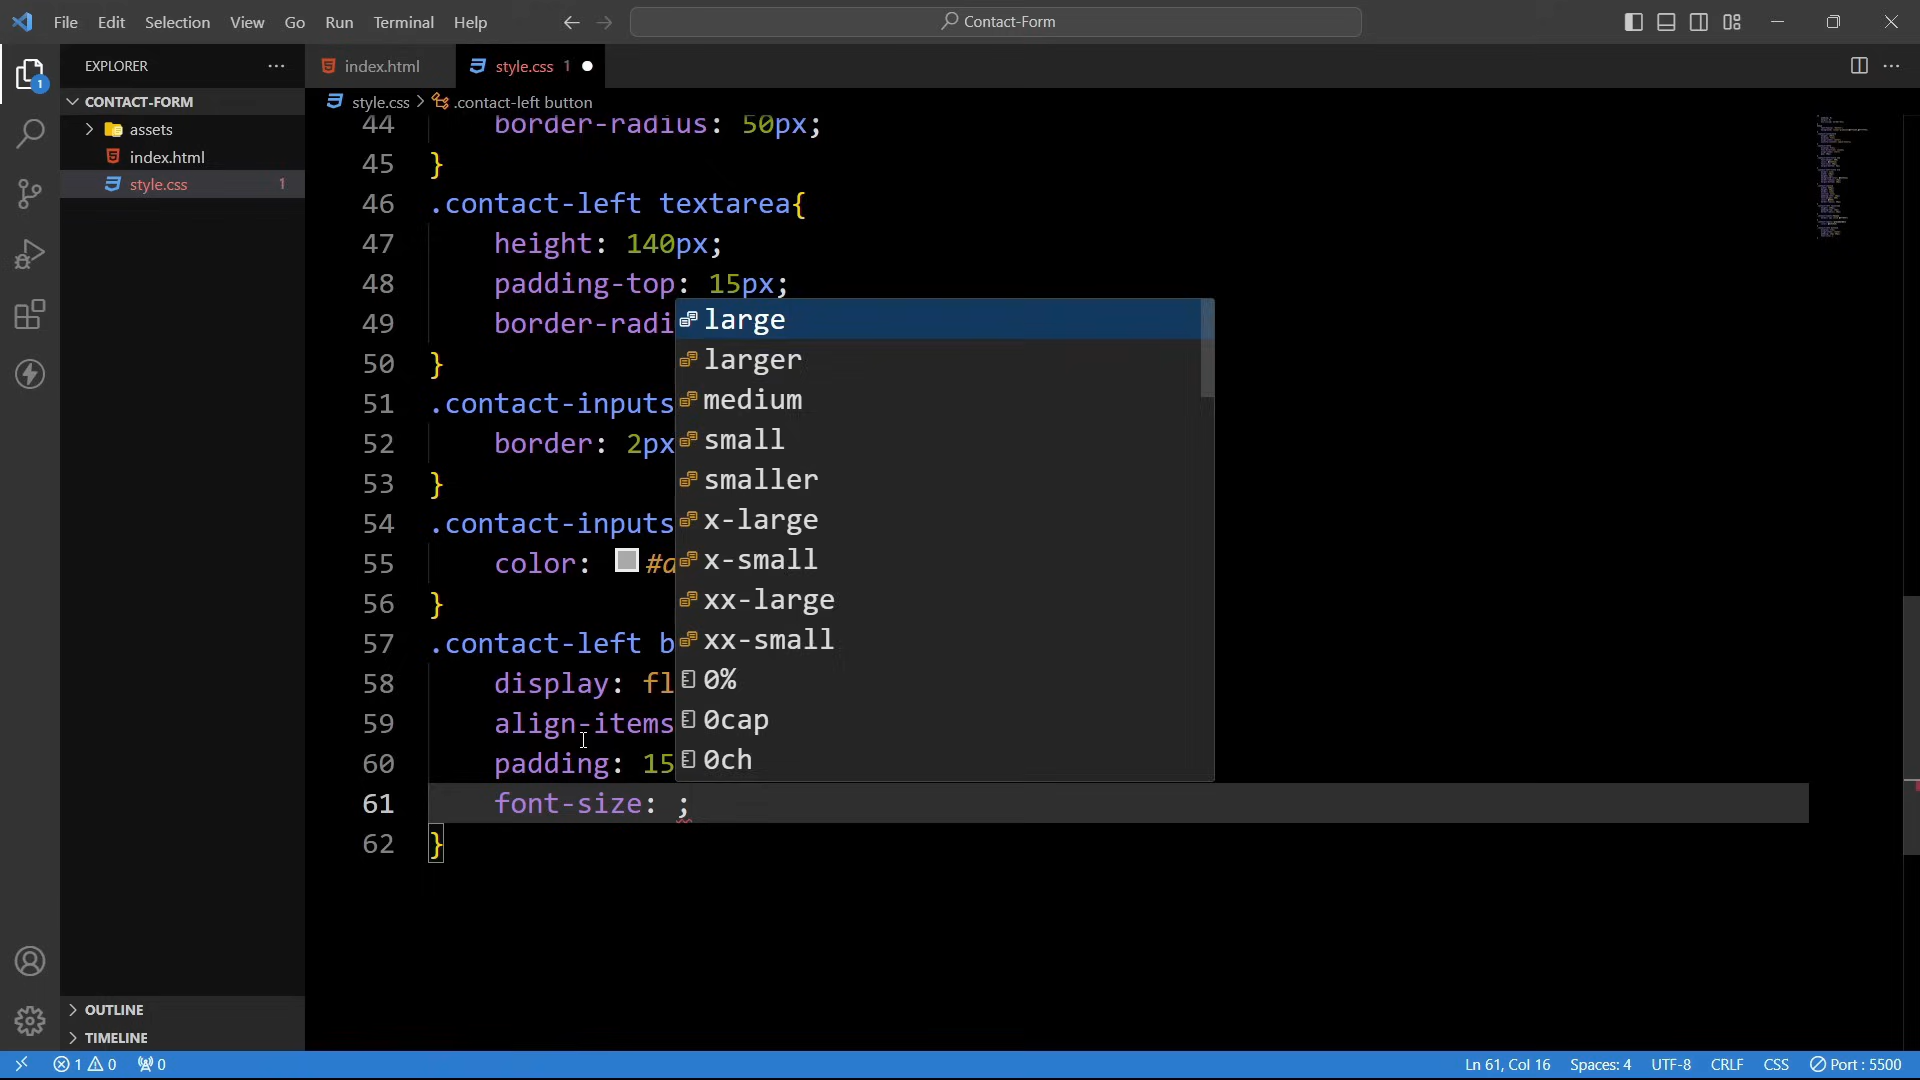 File Edit Selection View Go Run Terminal Help
Contact-Form
EXPLORER
CONTACT-FORM
assets
index.html
style.css 1
index.html
style.css 1
style.css > .contact-left button
44 border-radius: 50px;
45 }
46 .contact-left textarea{
47 height: 140px;
48 padding-top: 15px;
49 border-radi
50 }
51 .contact-inputs
52 border: 2px
53 }
54 .contact-inputs
55 color:
56 }
57 .contact-left b
58 display: fl
59 align-items
60 padding: 15
61 font-size: ;
62 }
large
larger
medium
small
smaller
x-large
x-small
xx-large
xx-small
0%
0cap
0ch
1
OUTLINE
TIMELINE
1 0 0
Ln 61, Col 16 Spaces: 4 UTF-8 CRLF CSS Port : 5500